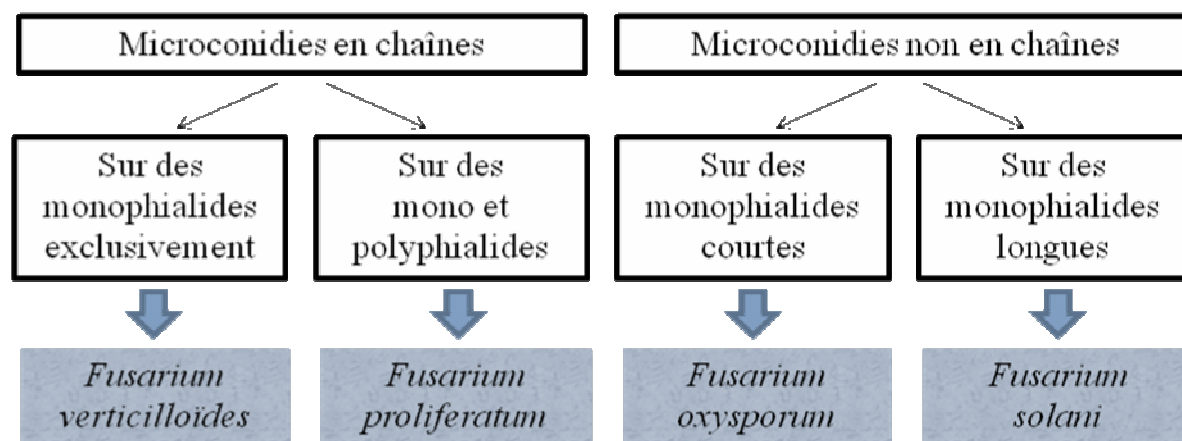 Microconidies en chaînes
Microconidies non en chaînes
Sur des
monophialides
exclusivement
Sur des
mono et
polyphialides
Sur des
monophialides
courtes
Sur des
monophialides
longues
Fusarium
verticilloïdes
Fusarium
proliferatum
Fusarium
oxysporum
Fusarium
solani